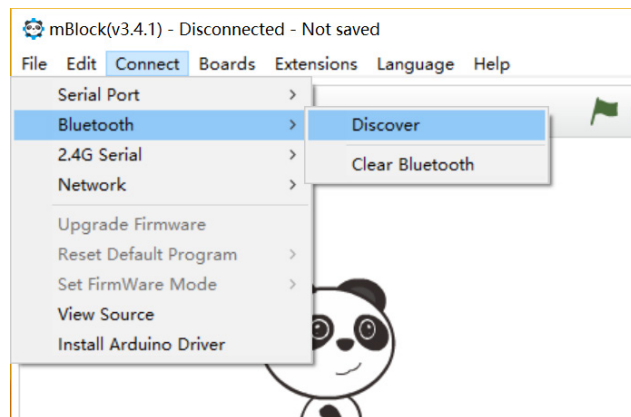 mBlock(v3.4.1) - Disconnected - Not saved
File Edit Connect Boards Extensions Language Help
Serial Port >
Bluetooth >
Discover
2.4G Serial >
Clear Bluetooth
Network >
Upgrade Firmware
Reset Default Program >
Set FirmWare Mode >
View Source
Install Arduino Driver